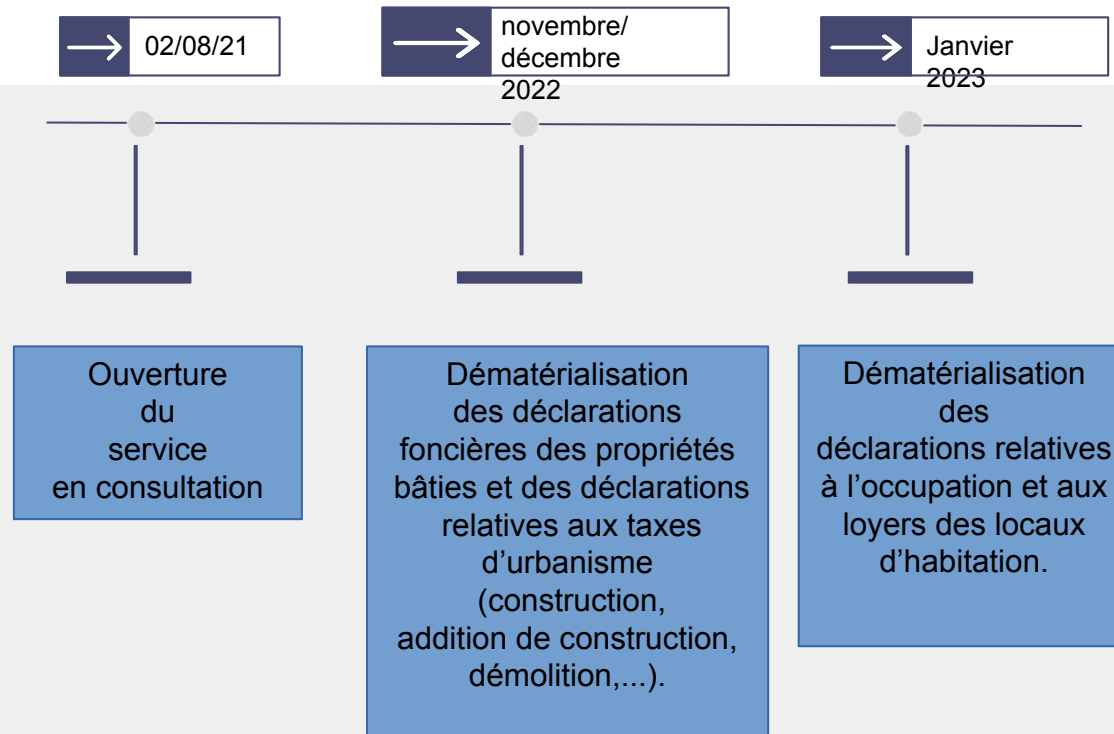 02/08/21
novembre/
décembre
2022
Janvier
2023
Ouverture
du
service
en consultation
Dématérialisation
des déclarations
foncières des propriétés
bâties et des déclarations
relatives aux taxes
d’urbanisme
(construction,
addition de construction,
démolition,...).
Dématérialisation
des
déclarations relatives
à l’occupation et aux
loyers des locaux
d’habitation.